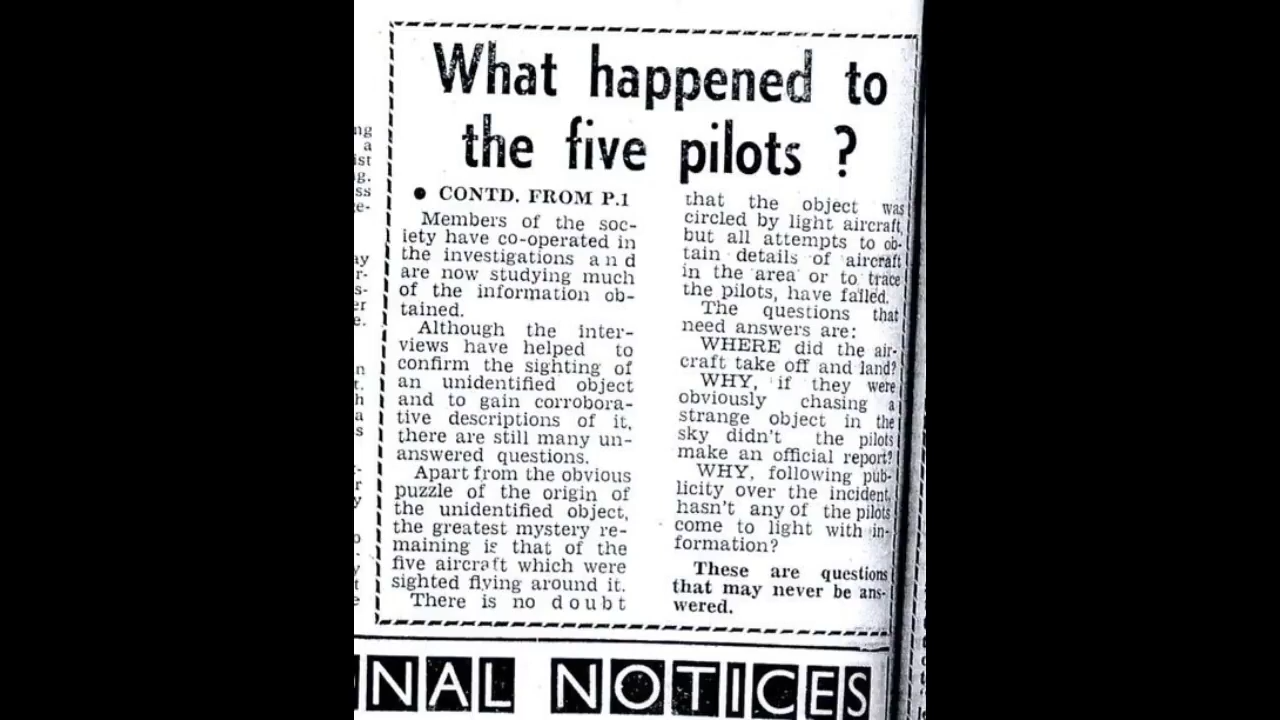 What happened to
the five pilots ?
● CONTD. FROM P.1
Members of the soc-
iety have co-operated in
the investigations and
are now studying much
of the information ob-
tained.
Although the inter-
views have helped to
confirm the sighting of
an unidentified object
and to gain corrobora-
tive descriptions of it,
there are still many un-
answered questions.
Apart from the obvious
puzzle of the origin of
the unidentified object,
the greatest mystery re-
maining is that of the
five aircraft which were
sighted flying around it.
There is no doubt
that the object was
circled by light aircraft,
but all attempts to ob-
tain details of aircraft
in the area or to trace
the pilots, have failed.
The questions that
need answers are:
WHERE did the air-
craft take off and land?
WHY, if they were
obviously chasing a
strange object in the
sky didn't the pilots
make an official report?
WHY, following pub-
licity over the incident,
hasn't any of the pilots
come to light with in-
formation?
These are questions
that may never be ans-
wered.
NAL NOTICES